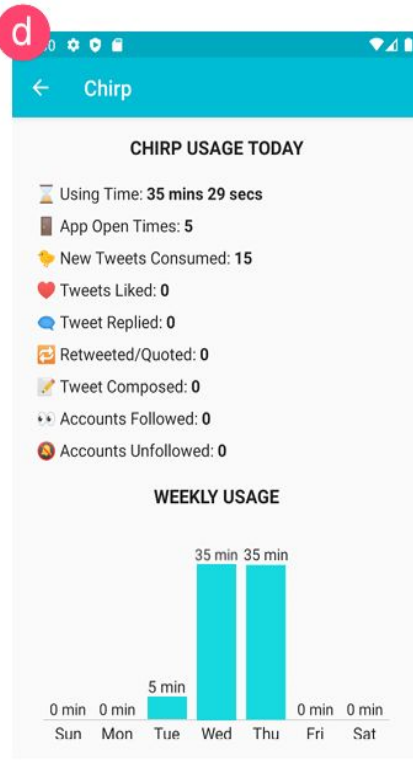 d
Chirp
CHIRP USAGE TODAY
Using Time: 35 mins 29 secs
App Open Times: 5
New Tweets Consumed: 15
Tweets Liked: 0
Tweet Replied: 0
Retweeted/Quoted: 0
Tweet Composed: 0
Accounts Followed: 0
Accounts Unfollowed: 0
WEEKLY USAGE
35 min 35 min
5 min
0 min 0 min 0 min 0 min
Sun Mon Tue Wed Thu Fri Sat